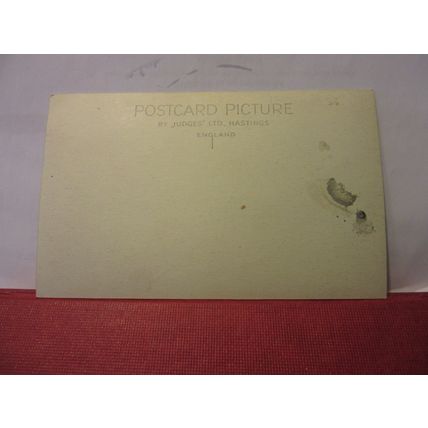 POSTCARD PICTURE
BY JUDGES' LTD, HASTINGS
ENGLAND